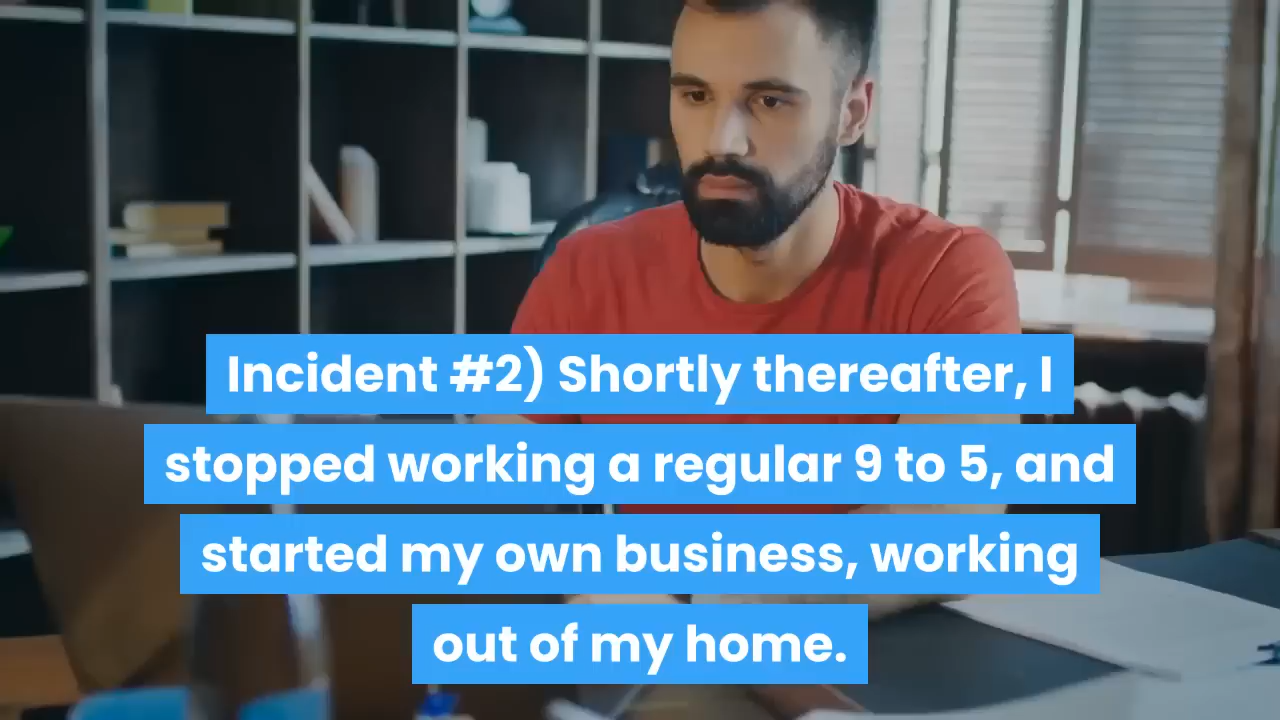 Incident #2) Shortly thereafter, I
stopped working a regular 9 to 5, and
started my own business, working
out of my home.